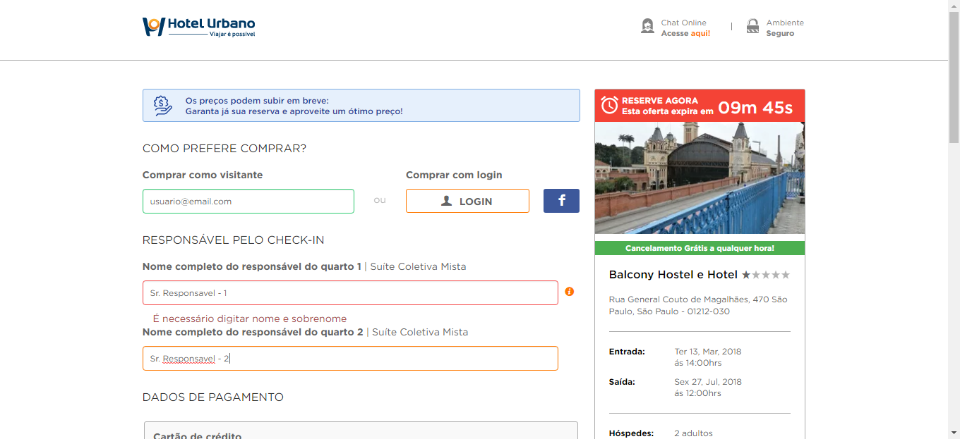 Hotel Urbano
Viajar é possível
Chat Online
Acesse aqui!
Ambiente
Seguro
Os preços podem subir em breve:
Garanta já sua reserva e aproveite um ótimo preço!
COMO PREFERE COMPRAR?
Comprar como visitante
usuario@email.com
ou
Comprar com login
LOGIN
f
RESPONSÁVEL PELO CHECK-IN
Nome completo do responsável do quarto 1 | Suíte Coletiva Mista
Sr. Responsavel - 1
É necessário digitar nome e sobrenome
Nome completo do responsável do quarto 2 | Suíte Coletiva Mista
Sr. Responsavel - 2
DADOS DE PAGAMENTO
Cartão de crédito
RESERVE AGORA
Esta oferta expira em 09m 45s
Cancelamento Grátis a qualquer hora!
Balcony Hostel e Hotel
Rua General Couto de Magalhães, 470 São
Paulo, São Paulo - 01212-030
Entrada: Ter 13, Mar, 2018
às 14:00hrs
Saída: Sex 27, Jul, 2018
às 12:00hrs
Hóspedes: 2 adultos